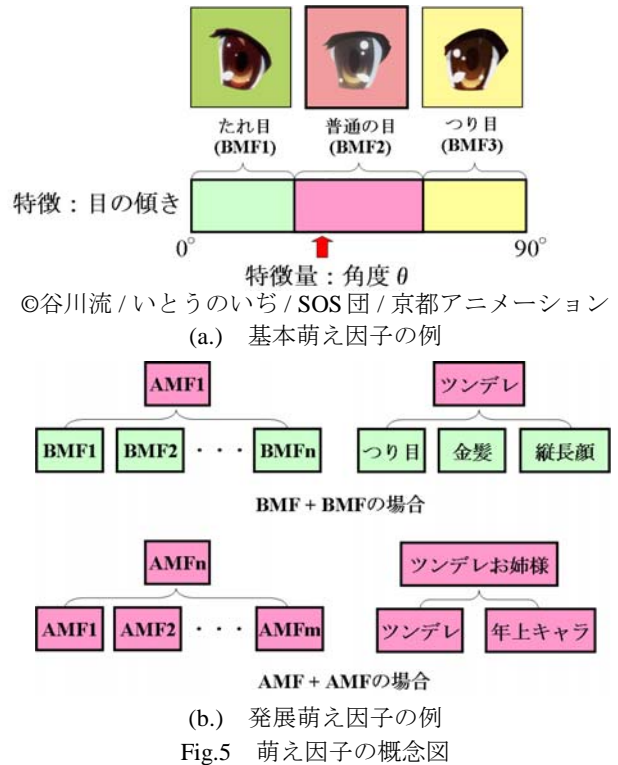 たれ目 普通の目 つり目
(BMF1) (BMF2) (BMF3)
特徴：目の傾き
0° 90°
特徴量：角度 θ
©谷川流 / いとうのいぢ / SOS 団 / 京都アニメーション
(a.) 基本萌え因子の例
AMF1 ツンデレ
BMF1 BMF2 ・・・ BMFn つり目 金髪 縦長顔
BMF + BMFの場合
AMFn ツンデレお姉様
AMF1 AMF2 ・・・ AMFm ツンデレ 年上キャラ
AMF + AMFの場合
(b.) 発展萌え因子の例
Fig.5 萌え因子の概念図